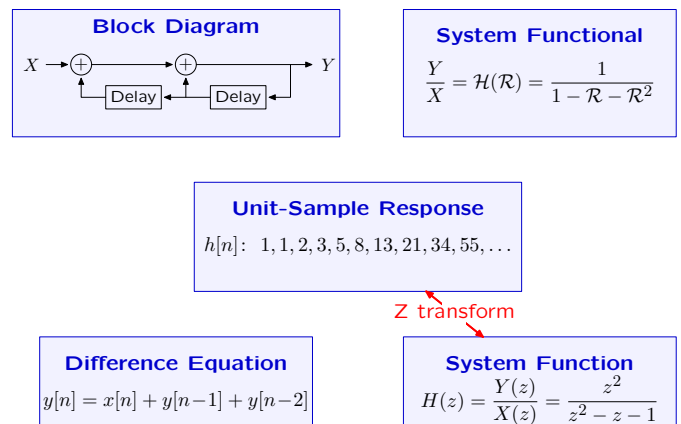 Block Diagram
X + + Y
Delay Delay
System Functional
Y/X = ℋ(ℛ) = 1/(1 − ℛ − ℛ²)
Unit-Sample Response
h[n]: 1, 1, 2, 3, 5, 8, 13, 21, 34, 55, . . .
Z transform
Difference Equation
y[n] = x[n] + y[n−1] + y[n−2]
System Function
H(z) = Y(z)/X(z) = z²/(z² − z − 1)